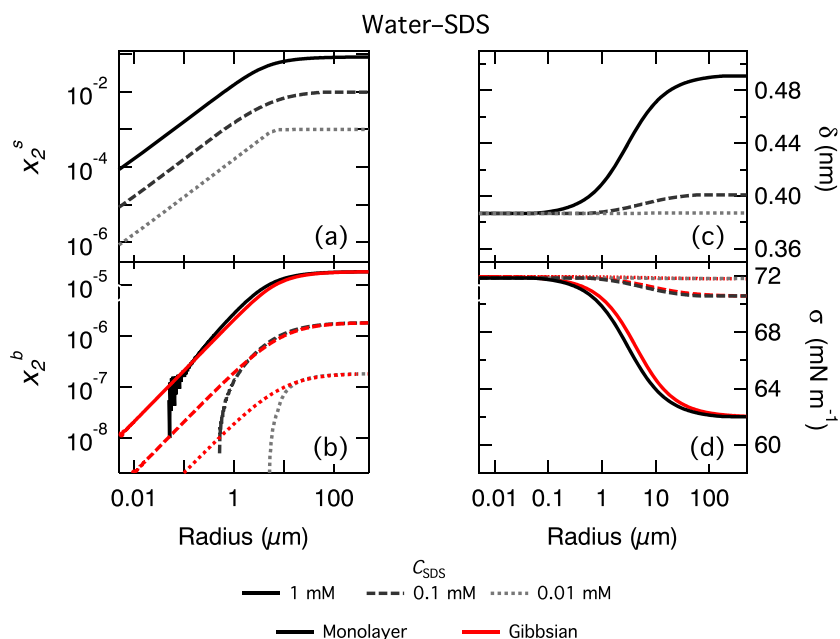 Water–SDS
10⁻²
10⁻⁴
10⁻⁶
x₂ˢ
(a)
0.48
0.44
0.40
0.36
δ (nm)
(c)
10⁻⁵
10⁻⁶
10⁻⁷
10⁻⁸
x₂ᵇ
(b)
72
68
66
62
60
σ (mN m⁻¹)
(d)
0.01
1
100
Radius (μm)
0.01
0.1
1
10
100
Radius (μm)
C_SDS
1 mM
0.1 mM
0.01 mM
Monolayer
Gibbsian